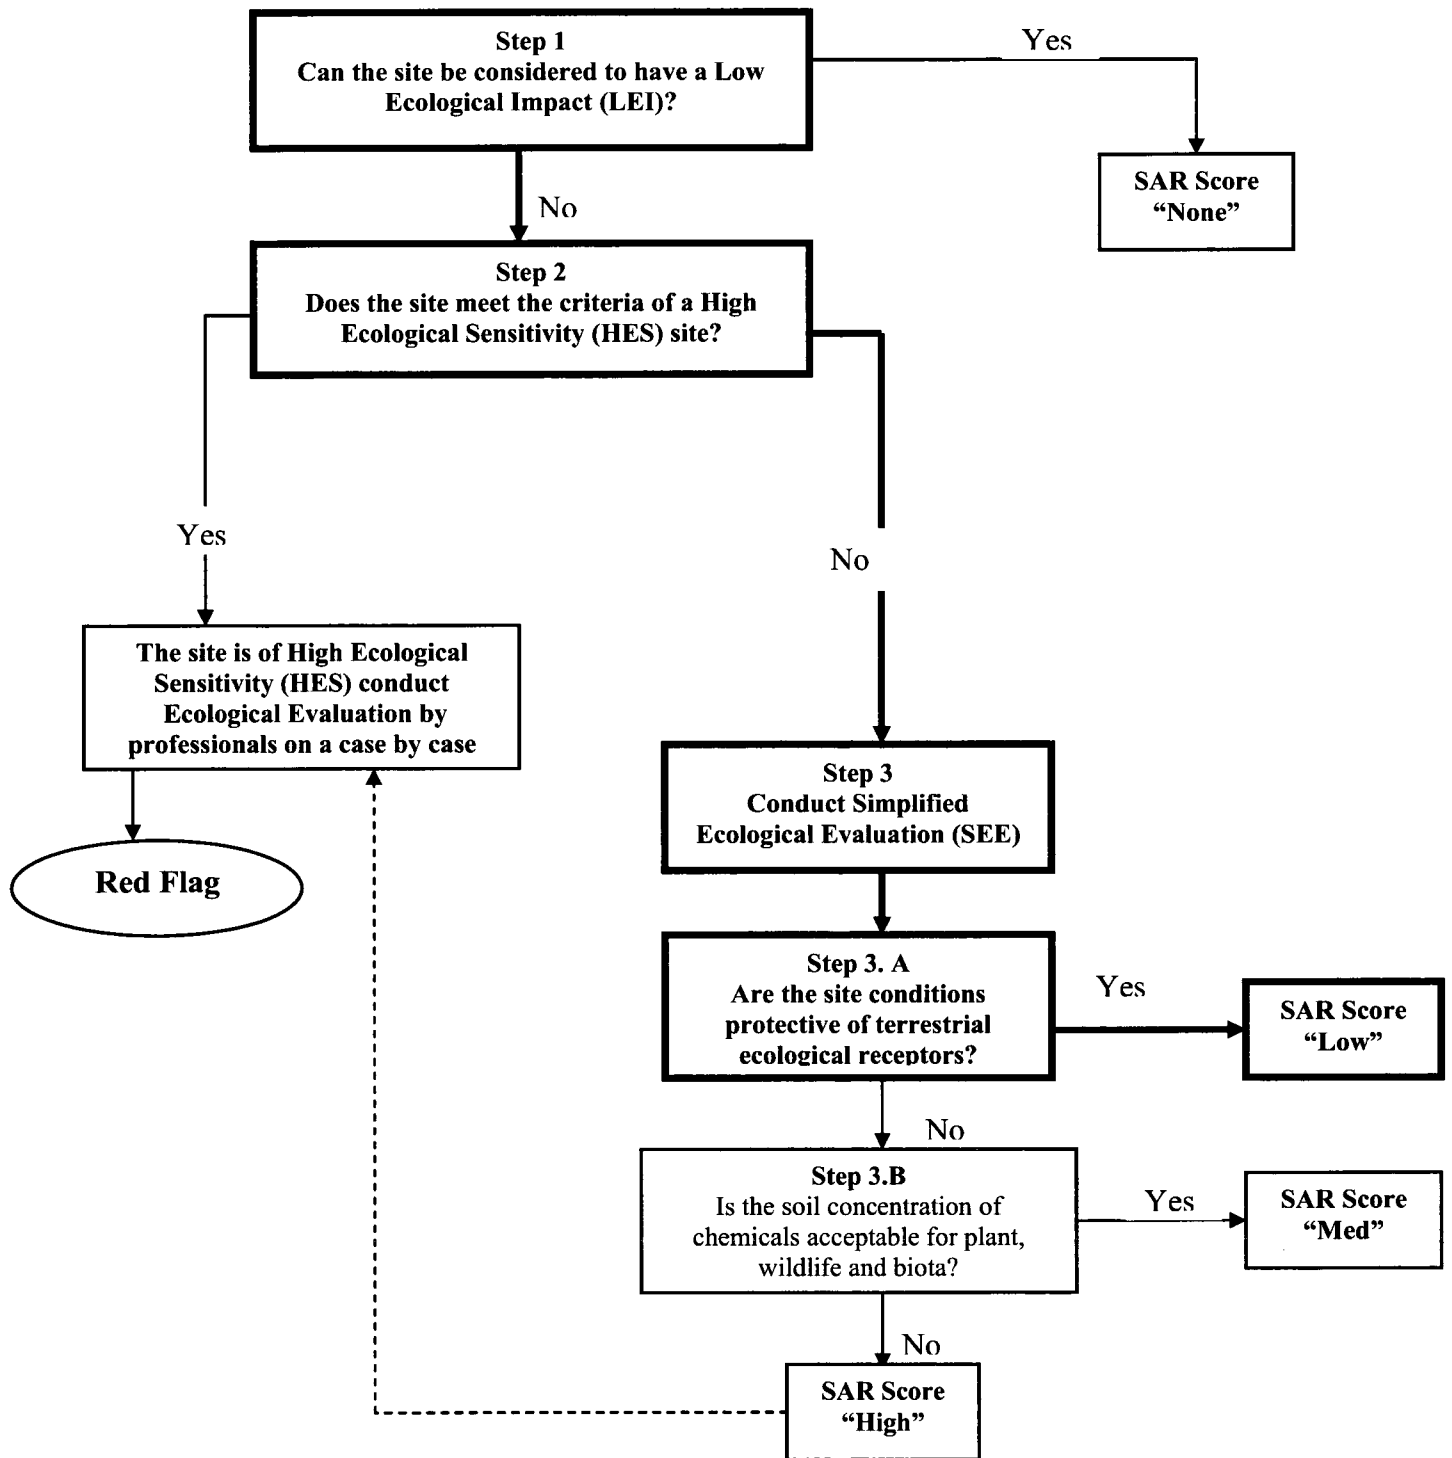 Step 1
Can the site be considered to have a Low
Ecological Impact (LEI)?
Yes
SAR Score
“None”
No
Step 2
Does the site meet the criteria of a High
Ecological Sensitivity (HES) site?
Yes
No
The site is of High Ecological
Sensitivity (HES) conduct
Ecological Evaluation by
professionals on a case by case
Red Flag
Step 3
Conduct Simplified
Ecological Evaluation (SEE)
Step 3. A
Are the site conditions
protective of terrestrial
ecological receptors?
Yes
SAR Score
“Low”
No
Step 3.B
Is the soil concentration of
chemicals acceptable for plant,
wildlife and biota?
Yes
SAR Score
“Med”
No
SAR Score
“High”